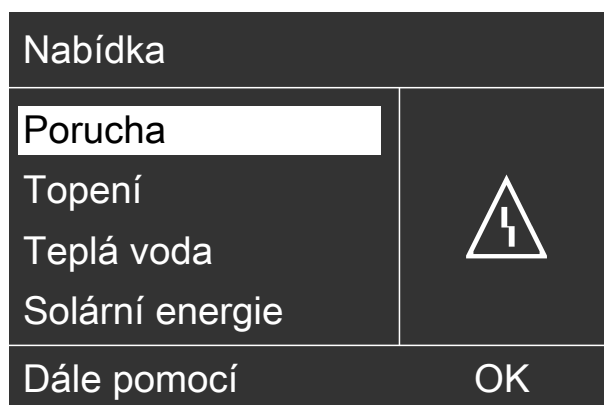 Nabídka
Porucha
Topení
Teplá voda
Solární energie
Dále pomocí OK